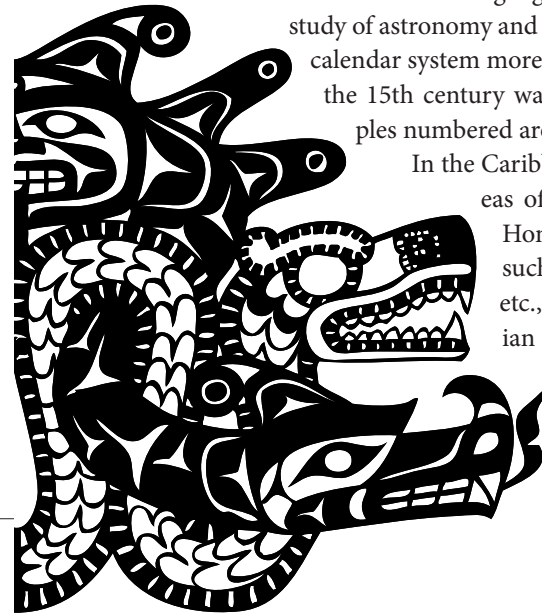 study of astronomy and
calendar system more
the 15th century wa
ples numbered aro
In the Carib
eas of
Hon
such
etc.,
ian